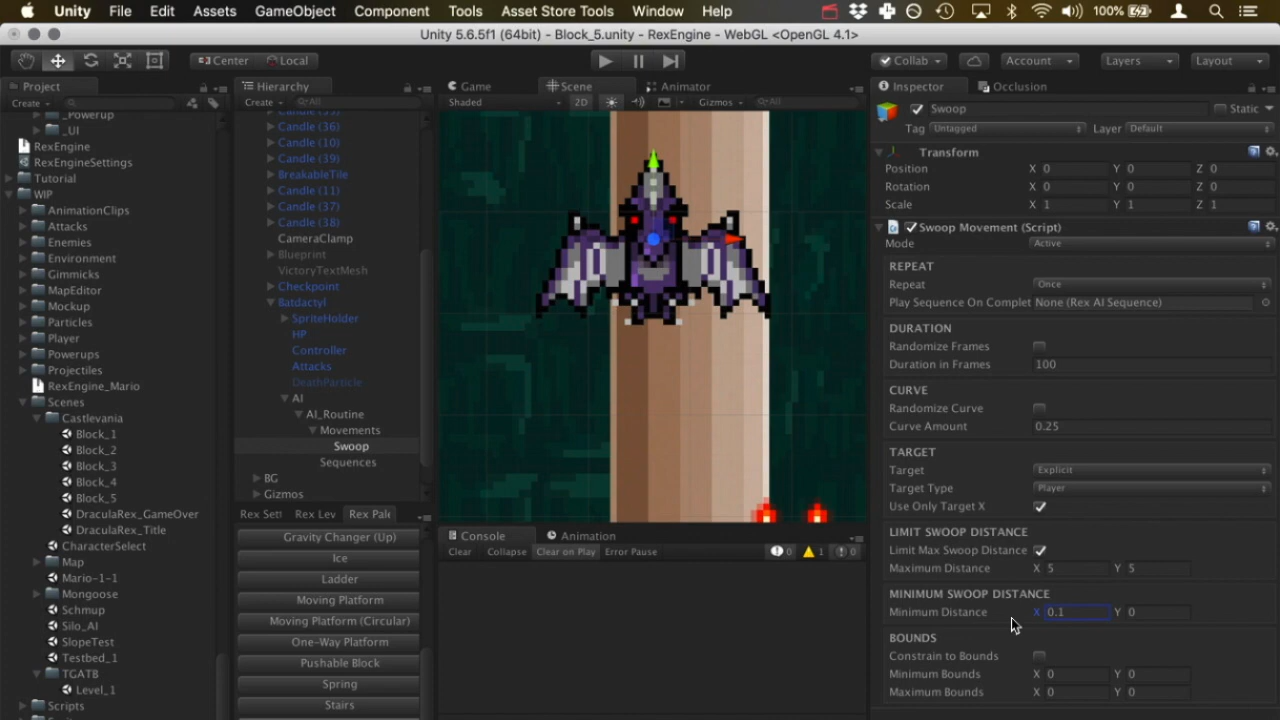 Unity File Edit Assets GameObject Component Tools Asset Store Tools Window Help 100%
Unity 5.6.5f1 (64bit) - Block_5.unity - RexEngine - WebGL <OpenGL 4.1>
Center Local Collab Account Layers Layout
Project
Create
_Powerup
_UI
RexEngine
RexEngineSettings
Tutorial
WIP
AnimationClips
Attacks
Enemies
Environment
Gimmicks
MapEditor
Mockup
Particles
Player
Powerups
Projectiles
RexEngine_Mario
Scenes
Castlevania
Block_1
Block_2
Block_3
Block_4
Block_5
DraculaRex_GameOver
DraculaRex_Title
CharacterSelect
Map
Mario-1-1
Mongoose
Schmup
Silo_AI
SlopeTest
Testbed_1
TGATB
Level_1
Scripts
Hierarchy
Create All
Candle (36)
Candle (10)
Candle (39)
BreakableTile
Candle (11)
Candle (37)
Candle (38)
CameraClamp
Blueprint
VictoryTextMesh
Checkpoint
Batdactyl
SpriteHolder
HP
Controller
Attacks
DeathParticle
AI
AI_Routine
Movements
Swoop
Sequences
BG
Gizmos
Rex Set Rex Lev Rex Pale
Gravity Changer (Up)
Ice
Ladder
Moving Platform
Moving Platform (Circular)
One-Way Platform
Pushable Block
Spring
Stairs
Game Scene Animator
Shaded 2D Gizmos All
Console Animation
Clear Collapse Clear on Play Error Pause 0 1 0
Inspector Occlusion
Swoop Static
Tag Untagged Layer Default
Transform
Position X 0 Y 0 Z 0
Rotation X 0 Y 0 Z 0
Scale X 1 Y 1 Z 1
Swoop Movement (Script)
Mode Active
REPEAT
Repeat Once
Play Sequence On Complet None (Rex AI Sequence)
DURATION
Randomize Frames
Duration in Frames 100
CURVE
Randomize Curve
Curve Amount 0.25
TARGET
Target Explicit
Target Type Player
Use Only Target X
LIMIT SWOOP DISTANCE
Limit Max Swoop Distance
Maximum Distance X 5 Y 5
MINIMUM SWOOP DISTANCE
Minimum Distance X 0.1 Y 0
BOUNDS
Constrain to Bounds
Minimum Bounds X 0 Y 0
Maximum Bounds X 0 Y 0